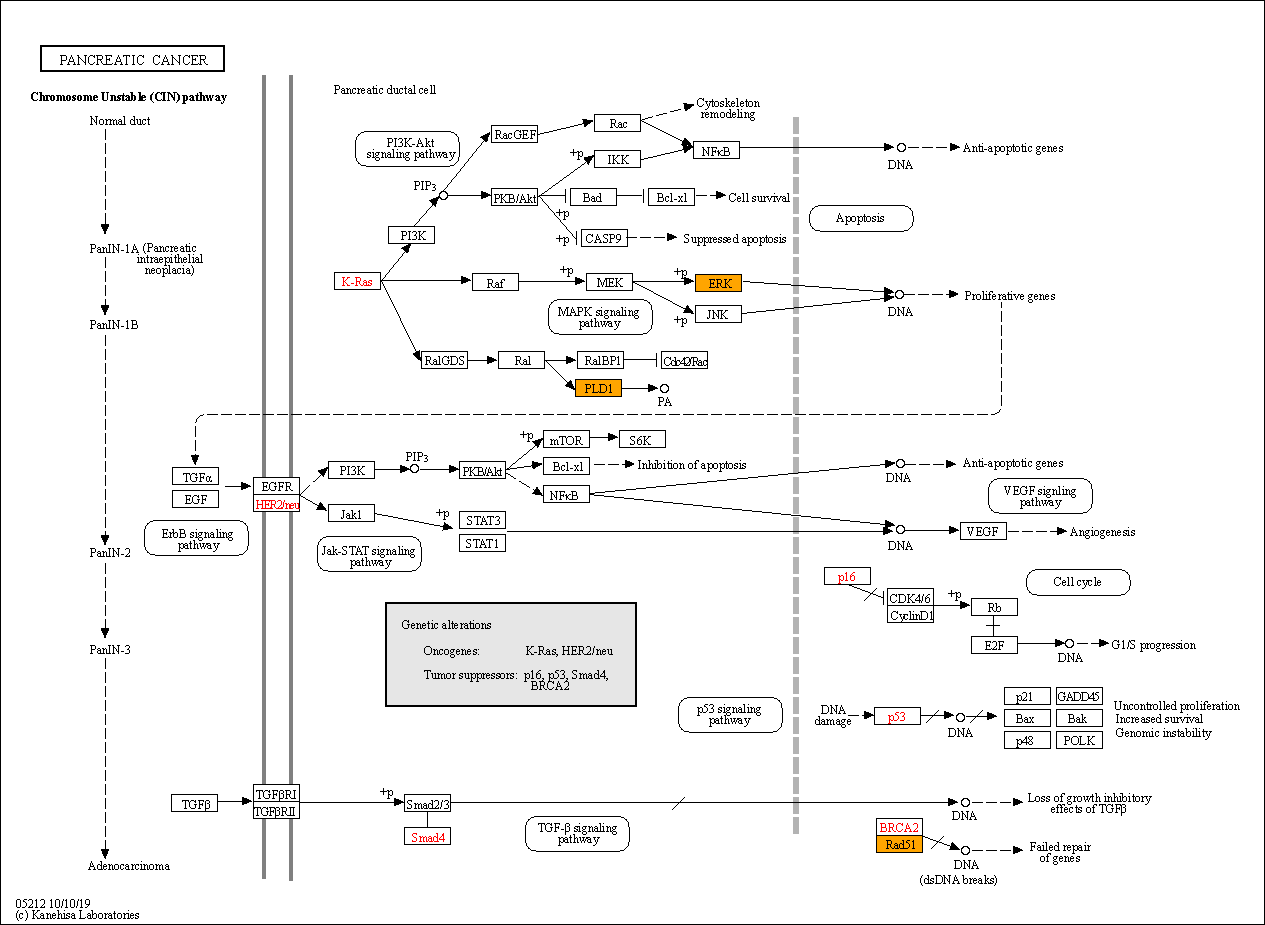 PANCREATIC CANCER
Chromosome Unstable (CIN) pathway
Normal duct
PanIN-1A (Pancreatic
intraepithelial
neoplacia)
PanIN-1B
PanIN-2
PanIN-3
Adenocarcinoma
Pancreatic ductal cell
PI3K-Akt
signaling pathway
RacGEF
Rac
Cytoskeleton
remodeling
+p
IKK
NFκB
DNA
Anti-apoptotic genes
PIP3
PKB/Akt
Bad
Bcl-xl
Cell survival
+p
Apoptosis
PI3K
+p
CASP9
Suppressed apoptosis
K-Ras
Raf
+p
MEK
+p
ERK
DNA
Proliferative genes
MAPK signaling
pathway
+p
JNK
RalGDS
Ral
RalBP1
Cdc42/Rac
PLD1
PA
TGFα
EGF
EGFR
HER2/neu
ErbB signaling
pathway
PI3K
PIP3
PKB/Akt
+p
mTOR
S6K
Bcl-xl
Inhibition of apoptosis
NFκB
DNA
Anti-apoptotic genes
VEGF signling
pathway
Jak1
+p
STAT3
STAT1
Jak-STAT signaling
pathway
DNA
VEGF
Angiogenesis
p16
CDK4/6
CyclinD1
+p
Rb
E2F
DNA
G1/S progression
Cell cycle
Genetic alterations
Oncogenes: K-Ras, HER2/neu
Tumor suppressors: p16, p53, Smad4,
BRCA2
p53 signaling
pathway
DNA
damage
p53
DNA
p21
GADD45
Bax
Bak
p48
POLK
Uncontrolled proliferation
Increased survival
Genomic instability
TGFβ
TGFβRI
TGFβRII
+p
Smad2/3
Smad4
TGF-β signaling
pathway
DNA
Loss of growth inhibitory
effects of TGFβ
BRCA2
Rad51
DNA
(dsDNA breaks)
Failed repair
of genes
05212 10/10/19
(c) Kanehisa Laboratories